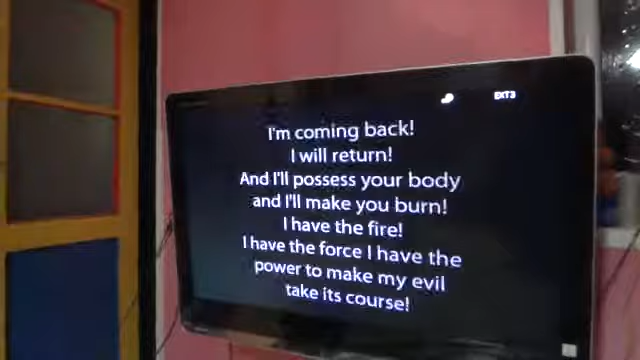 EXT3
I'm coming back!
I will return!
And I'll possess your body
and I'll make you burn!
I have the fire!
I have the force I have the
power to make my evil
take its course!